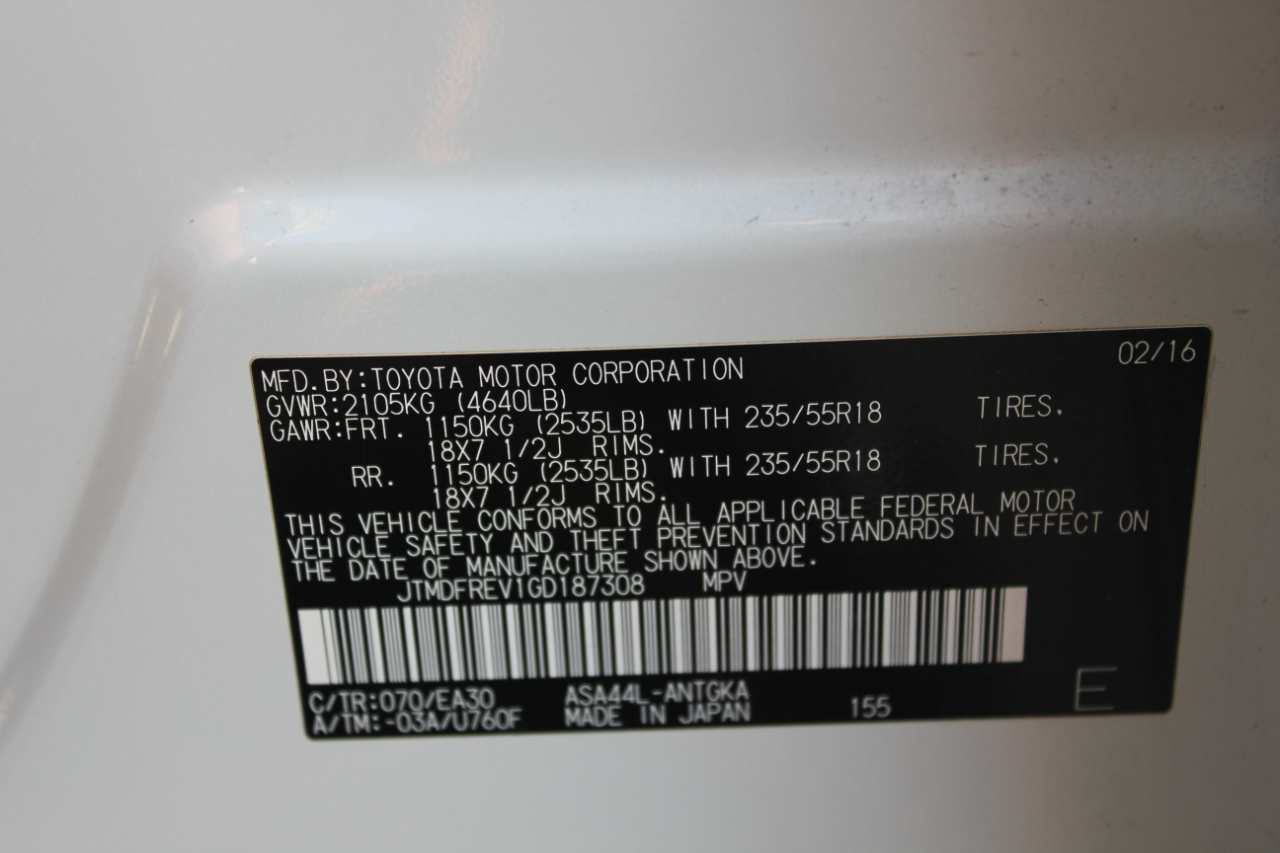 02/16
MFD.BY:TOYOTA MOTOR CORPORATION
GVWR:2105KG (4640LB)
GAWR:FRT. 1150KG (2535LB) WITH 235/55R18 TIRES.
18X7 1/2J RIMS.
RR. 1150KG (2535LB) WITH 235/55R18 TIRES.
18X7 1/2J RIMS.
THIS VEHICLE CONFORMS TO ALL APPLICABLE FEDERAL MOTOR
VEHICLE SAFETY AND THEFT PREVENTION STANDARDS IN EFFECT ON
THE DATE OF MANUFACTURE SHOWN ABOVE.
JTMDFREV1GD187308 MPV
C/TR:070/EA30 ASA44L-ANTGKA
A/TM:-03A/U760F MADE IN JAPAN 155 E